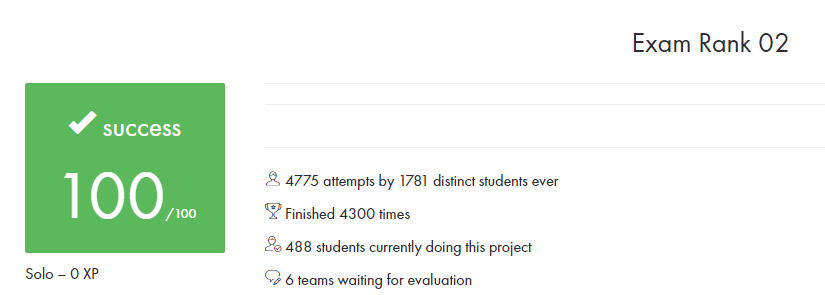 Exam Rank 02
success
100/100
4775 attempts by 1781 distinct students ever
Finished 4300 times
488 students currently doing this project
Solo – 0 XP
6 teams waiting for evaluation